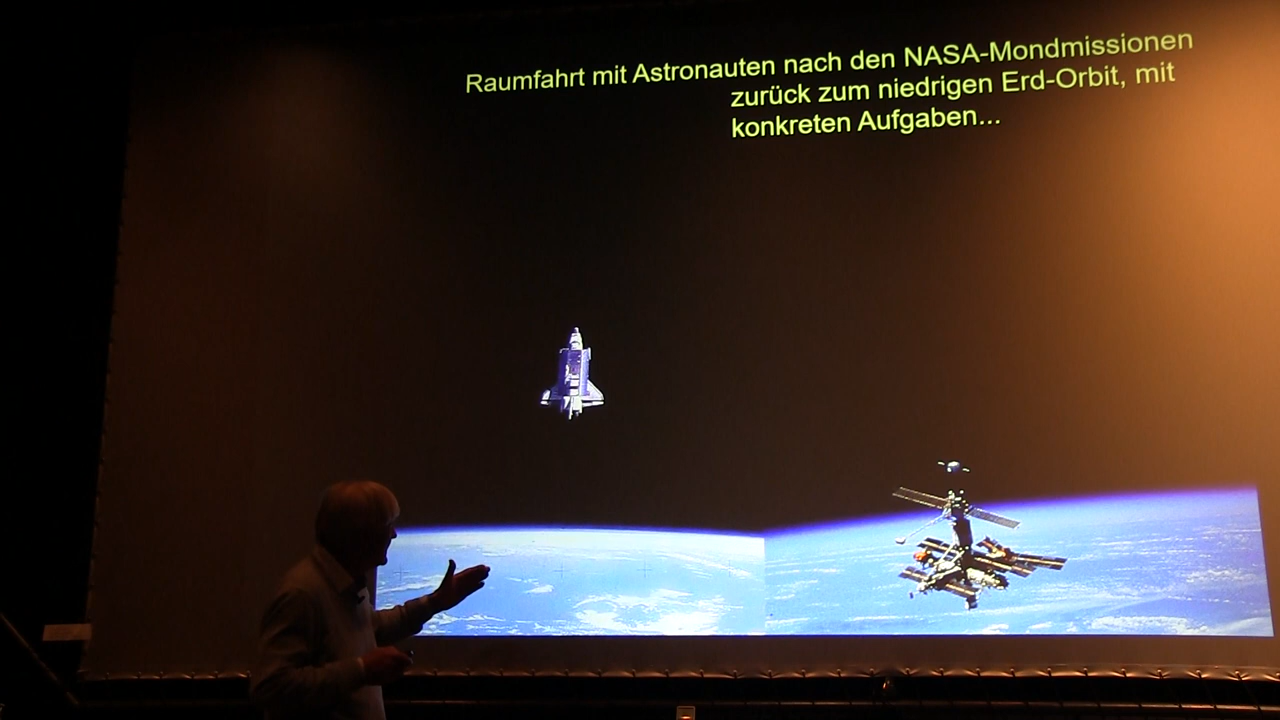 Raumfahrt mit Astronauten nach den NASA-Mondmissionen
zurück zum niedrigen Erd-Orbit, mit
konkreten Aufgaben...